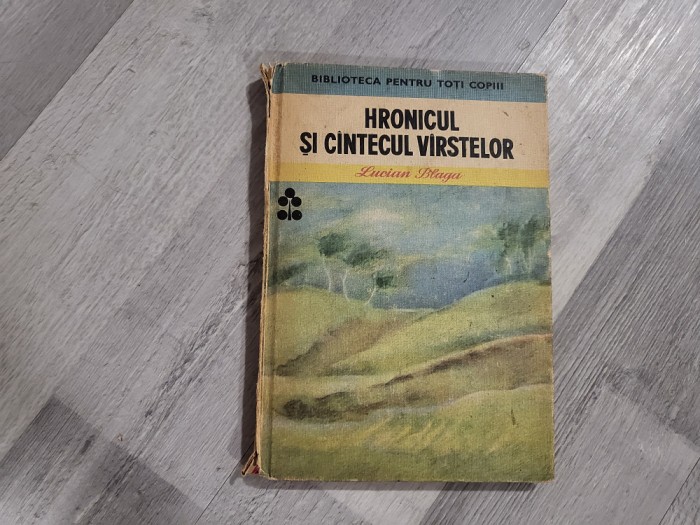 BIBLIOTECA PENTRU TOȚI COPIII
HRONICUL
ȘI CÎNTECUL VÎRSTELOR
Lucian Blaga